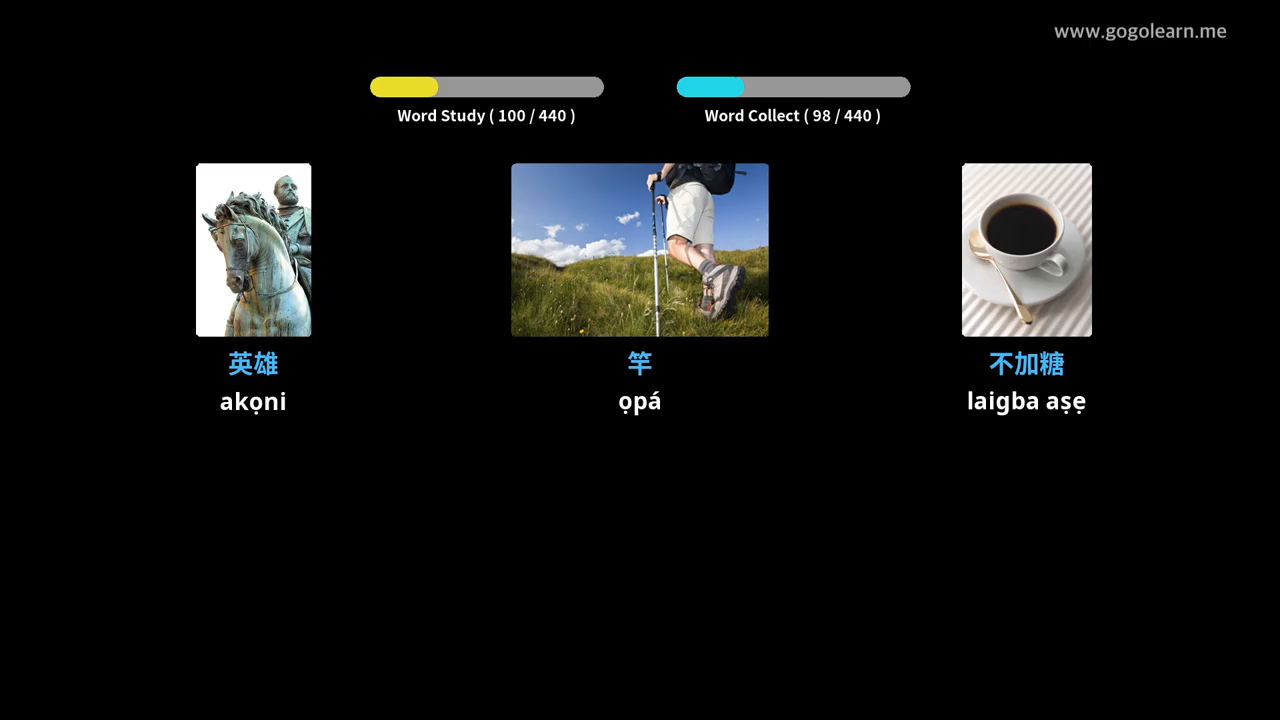 www.gogolearn.me
Word Study ( 100 / 440 )
Word Collect ( 98 / 440 )
英雄
akọni
竿
ọpá
不加糖
laigba aṣẹ